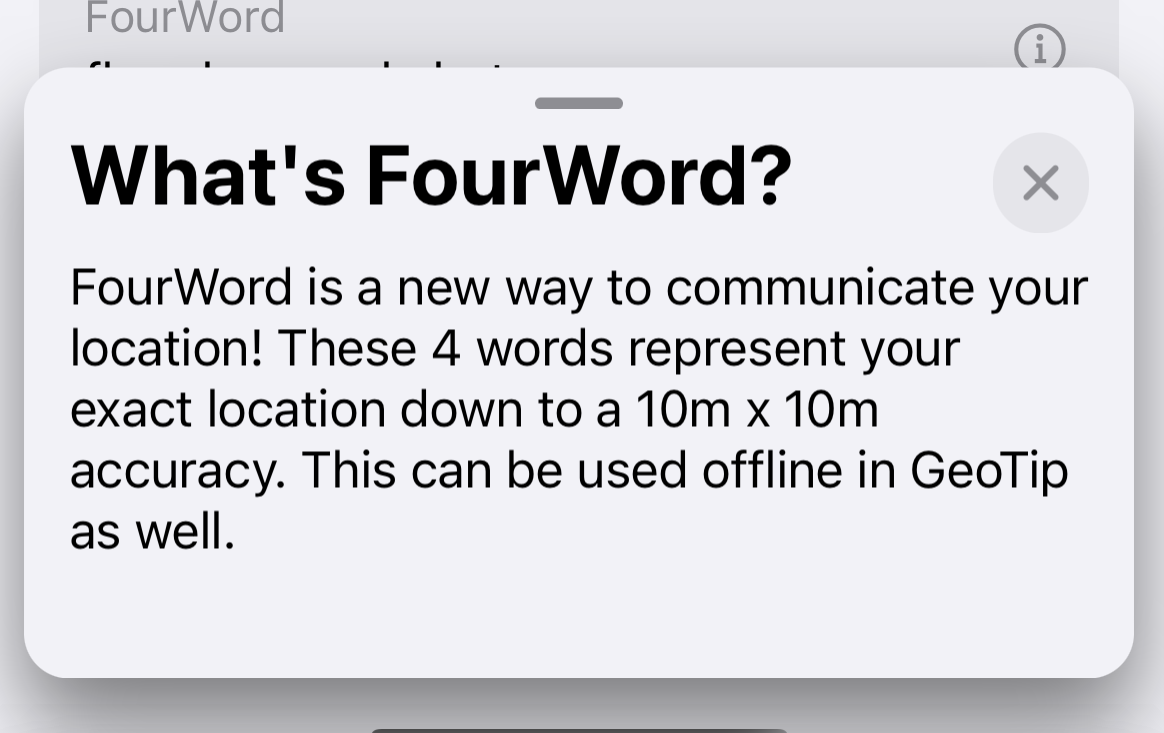 FourWord
What's FourWord?
FourWord is a new way to communicate your
location! These 4 words represent your
exact location down to a 10m x 10m
accuracy. This can be used offline in GeoTip
as well.